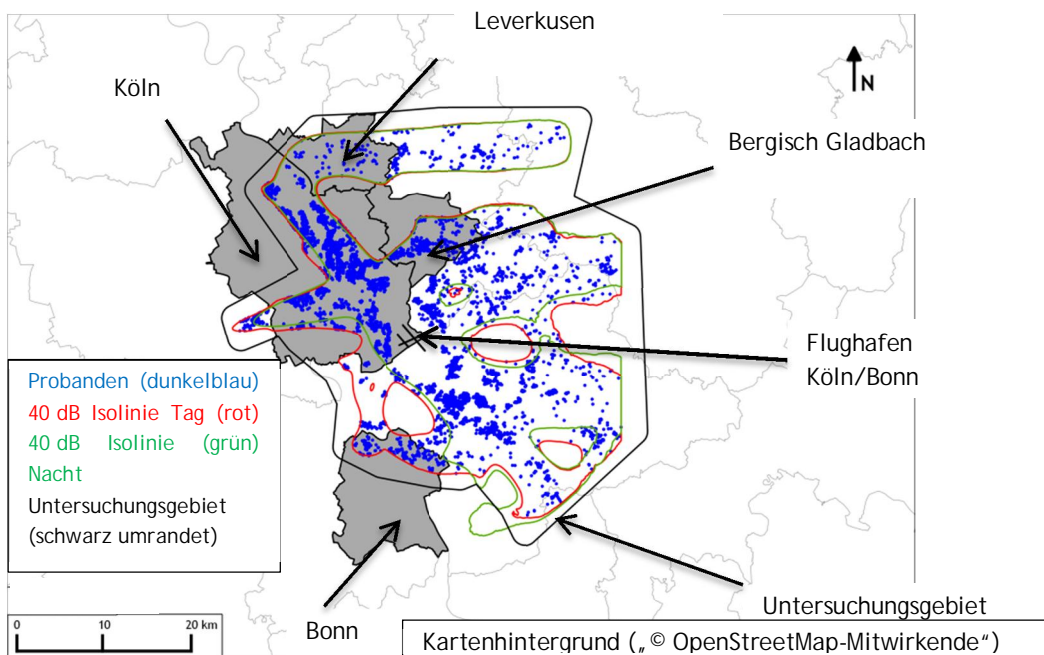 Leverkusen
Köln
N
Bergisch Gladbach
Flughafen
Köln/Bonn
Probanden (dunkelblau)
40 dB Isolinie Tag (rot)
40 dB Isolinie (grün)
Nacht
Untersuchungsgebiet
(schwarz umrandet)
0 10 20 km
Bonn
Untersuchungsgebiet
Kartenhintergrund („ © OpenStreetMap-Mitwirkende“)